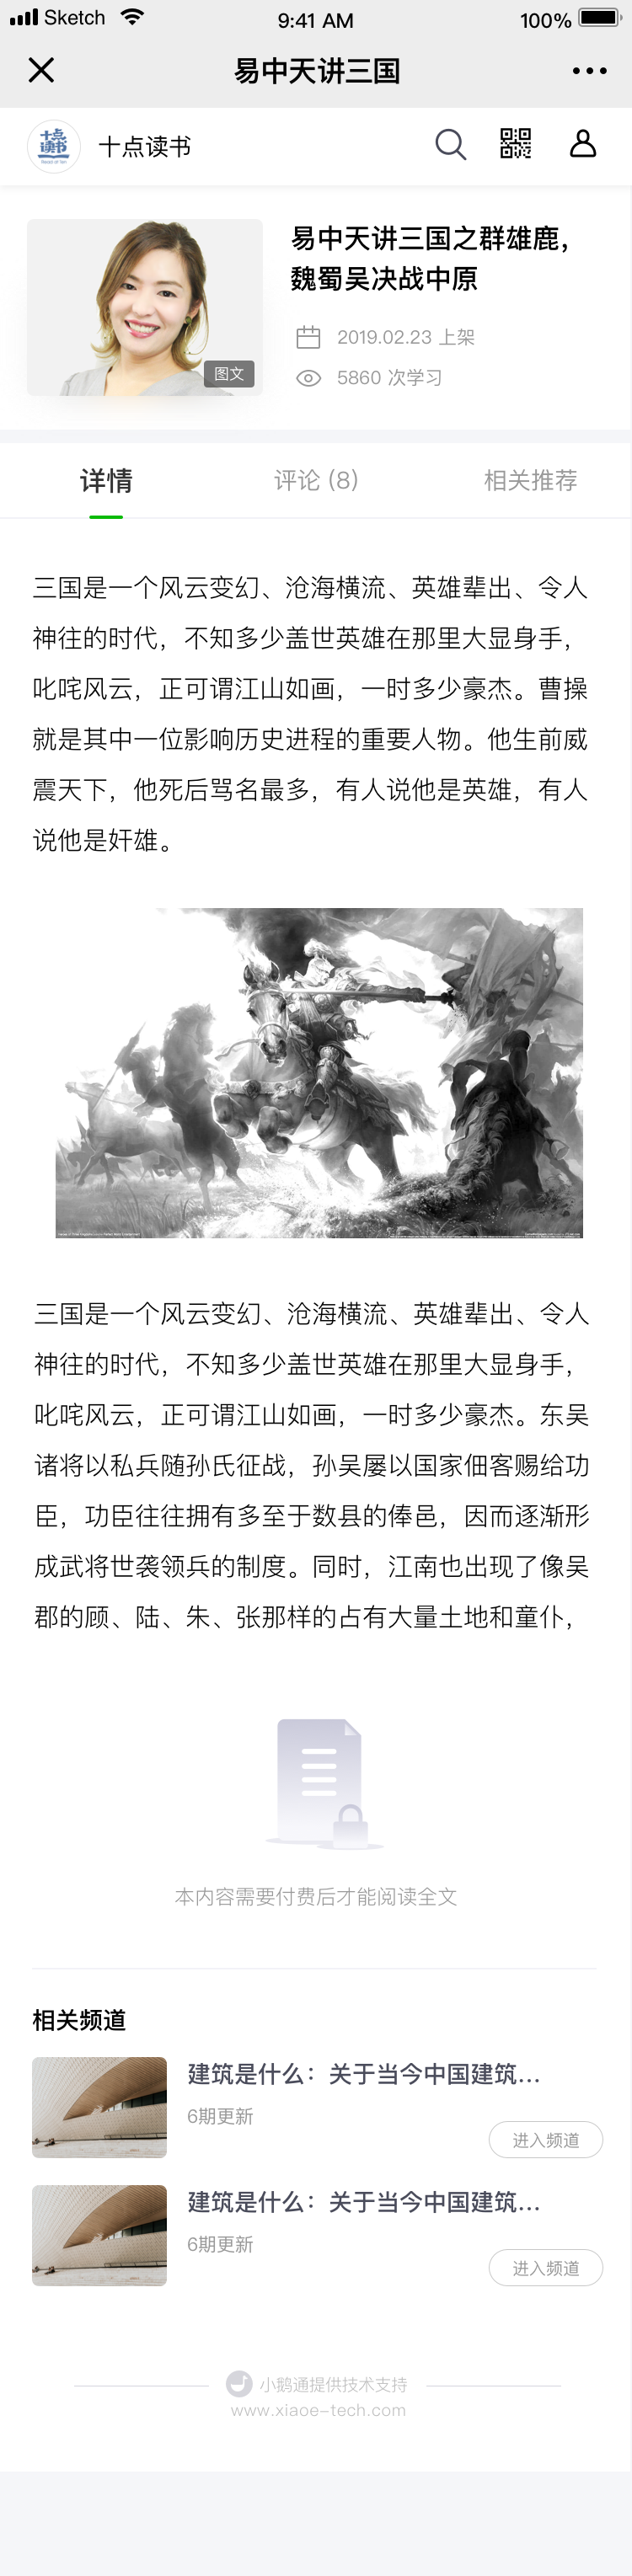 Sketch
9:41 AM
100%
易中天讲三国
十点读书
十点读书
易中天讲三国之群雄鹿，
魏蜀吴决战中原
图文
2019.02.23 上架
5860 次学习
详情
评论 (8)
相关推荐
三国是一个风云变幻、沧海横流、英雄辈出、令人
神往的时代，不知多少盖世英雄在那里大显身手，
叱咤风云，正可谓江山如画，一时多少豪杰。曹操
就是其中一位影响历史进程的重要人物。他生前威
震天下，他死后骂名最多，有人说他是英雄，有人
说他是奸雄。
三国是一个风云变幻、沧海横流、英雄辈出、令人
神往的时代，不知多少盖世英雄在那里大显身手，
叱咤风云，正可谓江山如画，一时多少豪杰。东吴
诸将以私兵随孙氏征战，孙吴屡以国家佃客赐给功
臣，功臣往往拥有多至于数县的俸邑，因而逐渐形
成武将世袭领兵的制度。同时，江南也出现了像吴
郡的顾、陆、朱、张那样的占有大量土地和童仆，
本内容需要付费后才能阅读全文
相关频道
建筑是什么：关于当今中国建筑...
6期更新
进入频道
建筑是什么：关于当今中国建筑...
6期更新
进入频道
小鹅通提供技术支持
www.xiaoe-tech.com